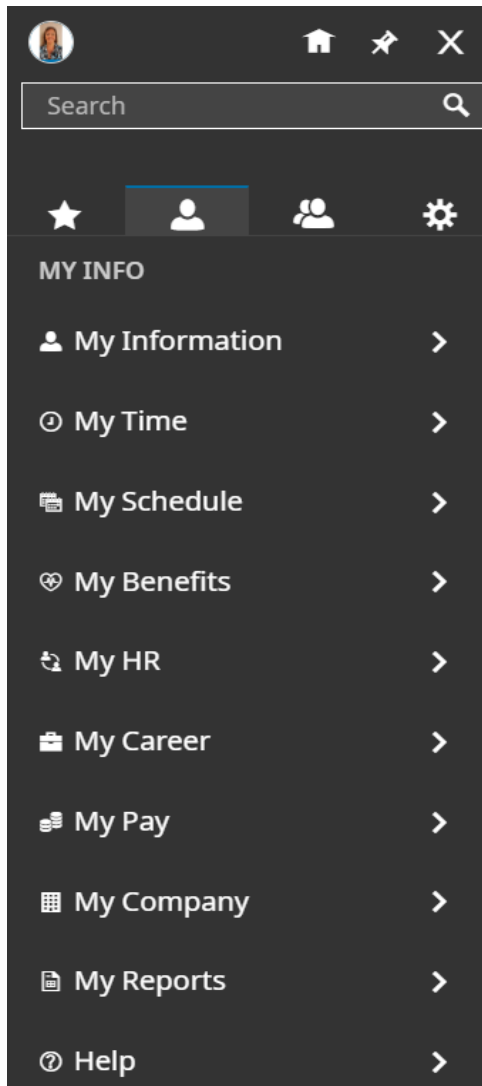 Search
MY INFO
My Information
My Time
My Schedule
My Benefits
My HR
My Career
My Pay
My Company
My Reports
Help